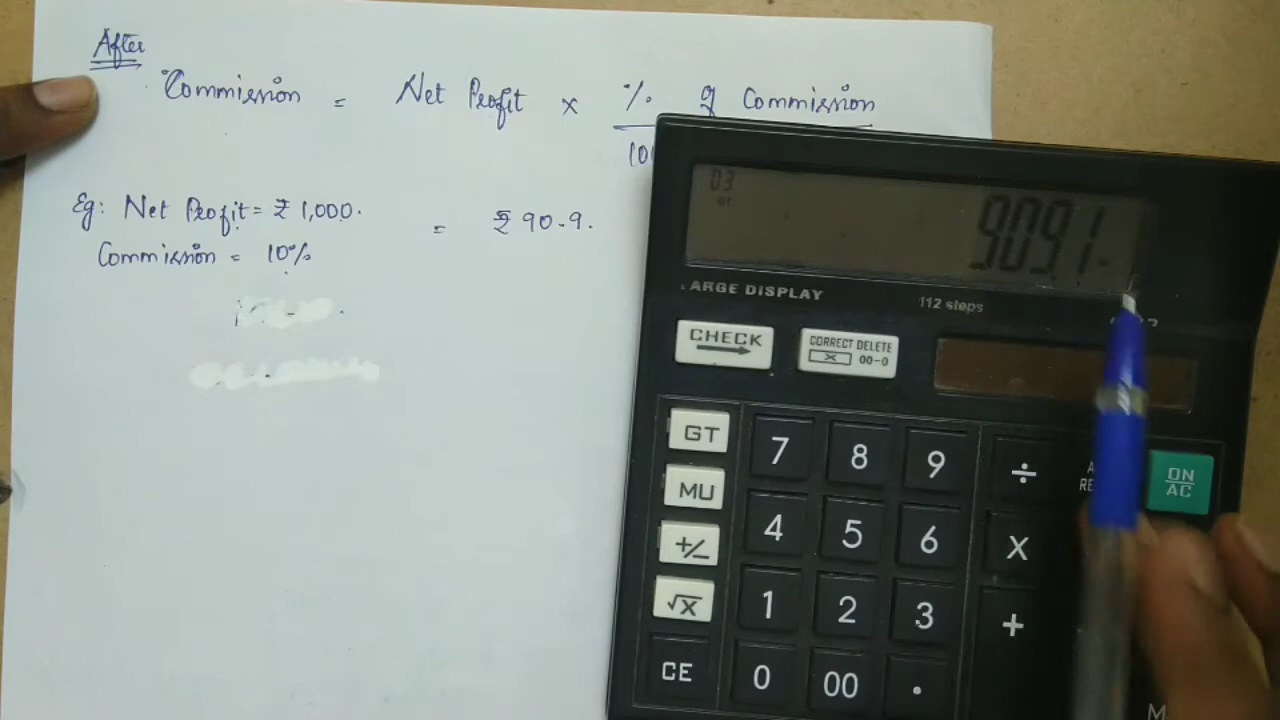 After
Commission = Net Profit × % of Commission
Eg: Net Profit = ₹ 1,000.
= ₹ 90.9.
Commission = 10%
03
9091.
LARGE DISPLAY
112 steps
CHECK
CORRECT DELETE
00→0
GT
7
8
9
÷
ON
AC
MU
4
5
6
X
+/-
√x
1
2
3
+
CE
0
00
.
M